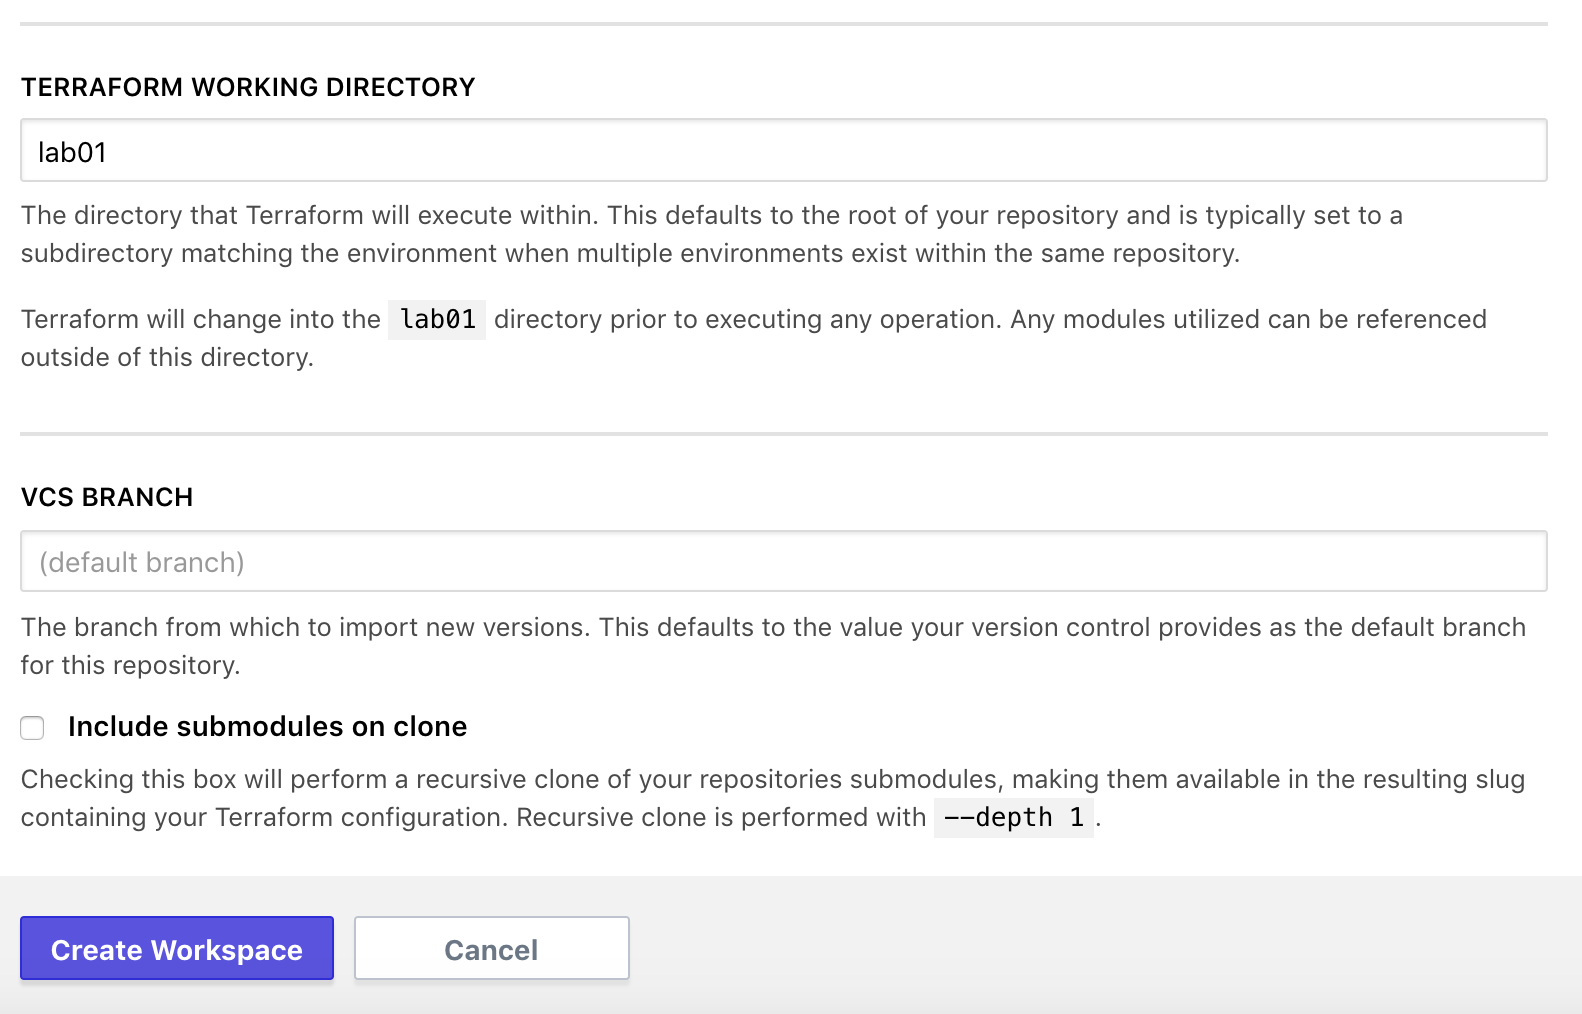 TERRAFORM WORKING DIRECTORY
lab01
The directory that Terraform will execute within. This defaults to the root of your repository and is typically set to a
subdirectory matching the environment when multiple environments exist within the same repository.
Terraform will change into the lab01 directory prior to executing any operation. Any modules utilized can be referenced
outside of this directory.
VCS BRANCH
(default branch)
The branch from which to import new versions. This defaults to the value your version control provides as the default branch
for this repository.
Include submodules on clone
Checking this box will perform a recursive clone of your repositories submodules, making them available in the resulting slug
containing your Terraform configuration. Recursive clone is performed with --depth 1.
Create Workspace Cancel